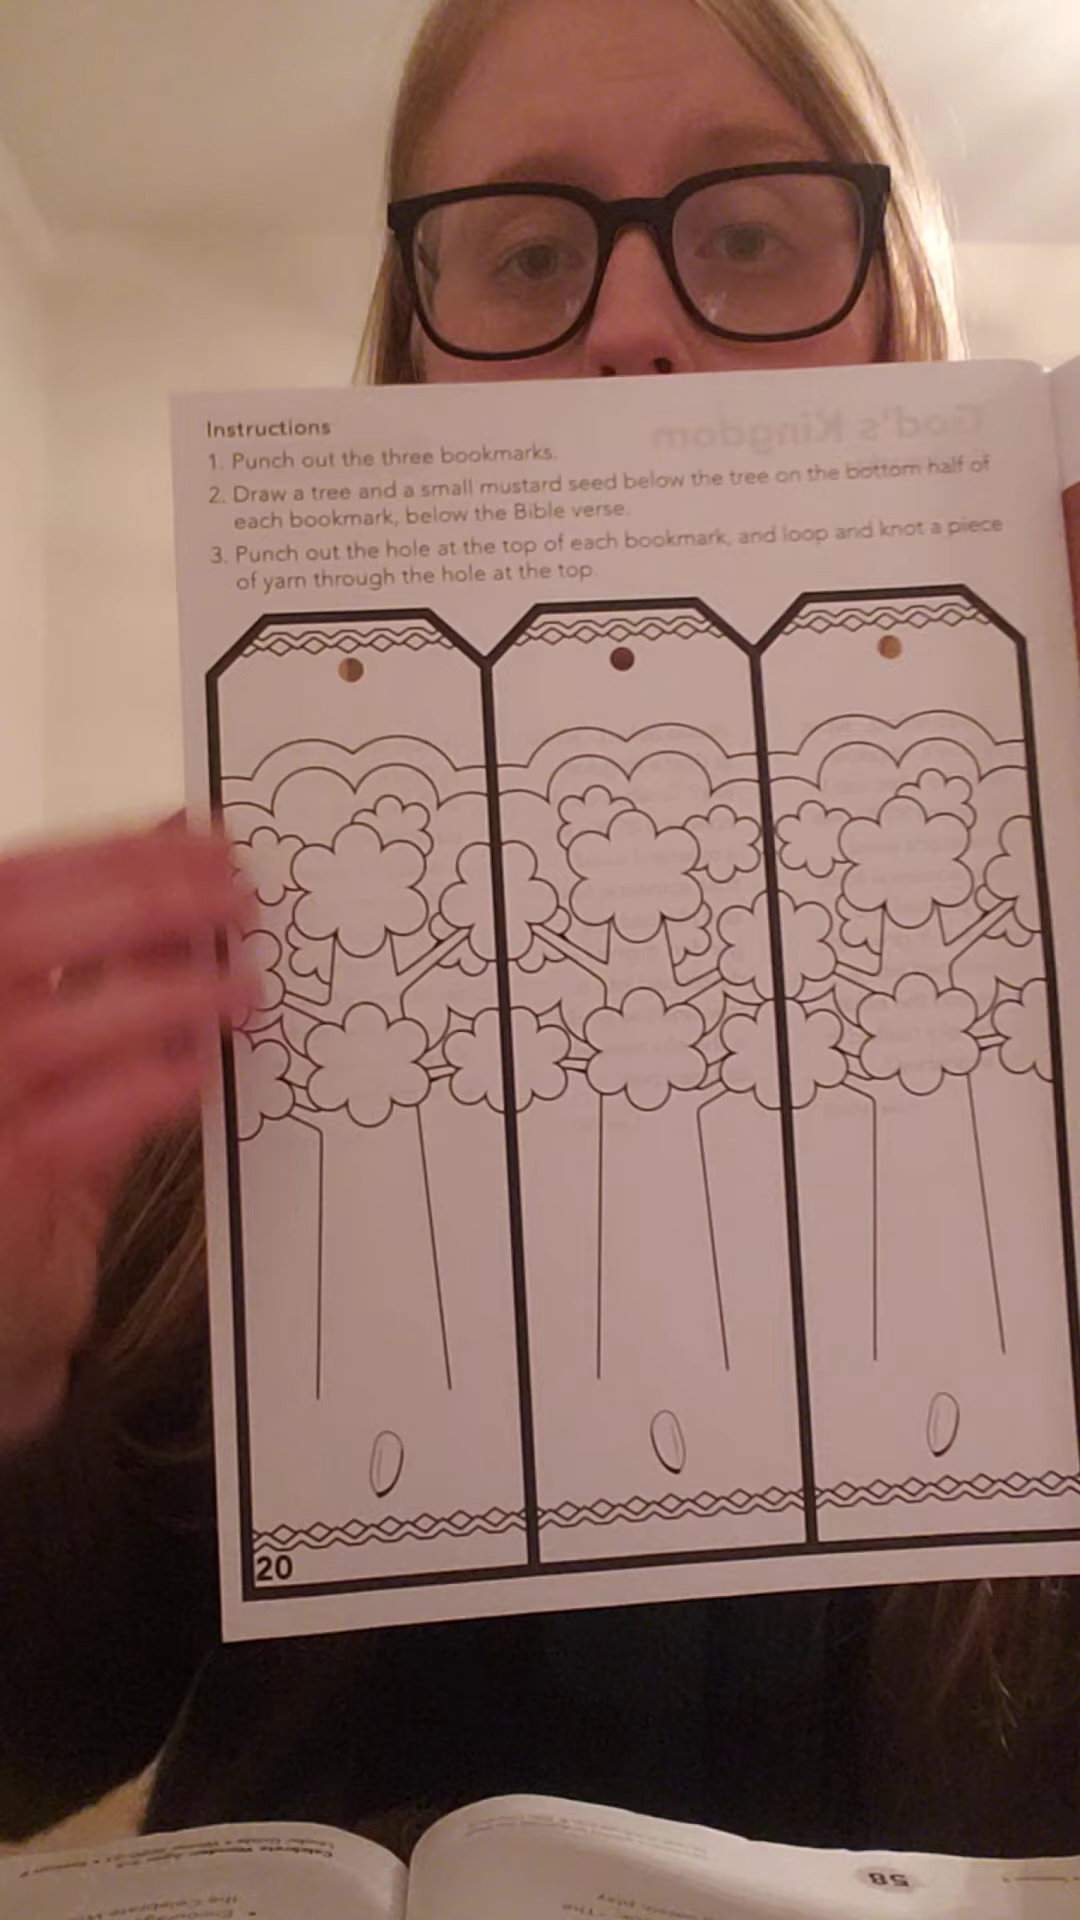 Instructions
1. Punch out the three bookmarks.
2. Draw a tree and a small mustard seed below the tree on the bottom half of
each bookmark, below the Bible verse.
3. Punch out the hole at the top of each bookmark, and loop and knot a piece
of yarn through the hole at the top.
God's Kingdom
20
58